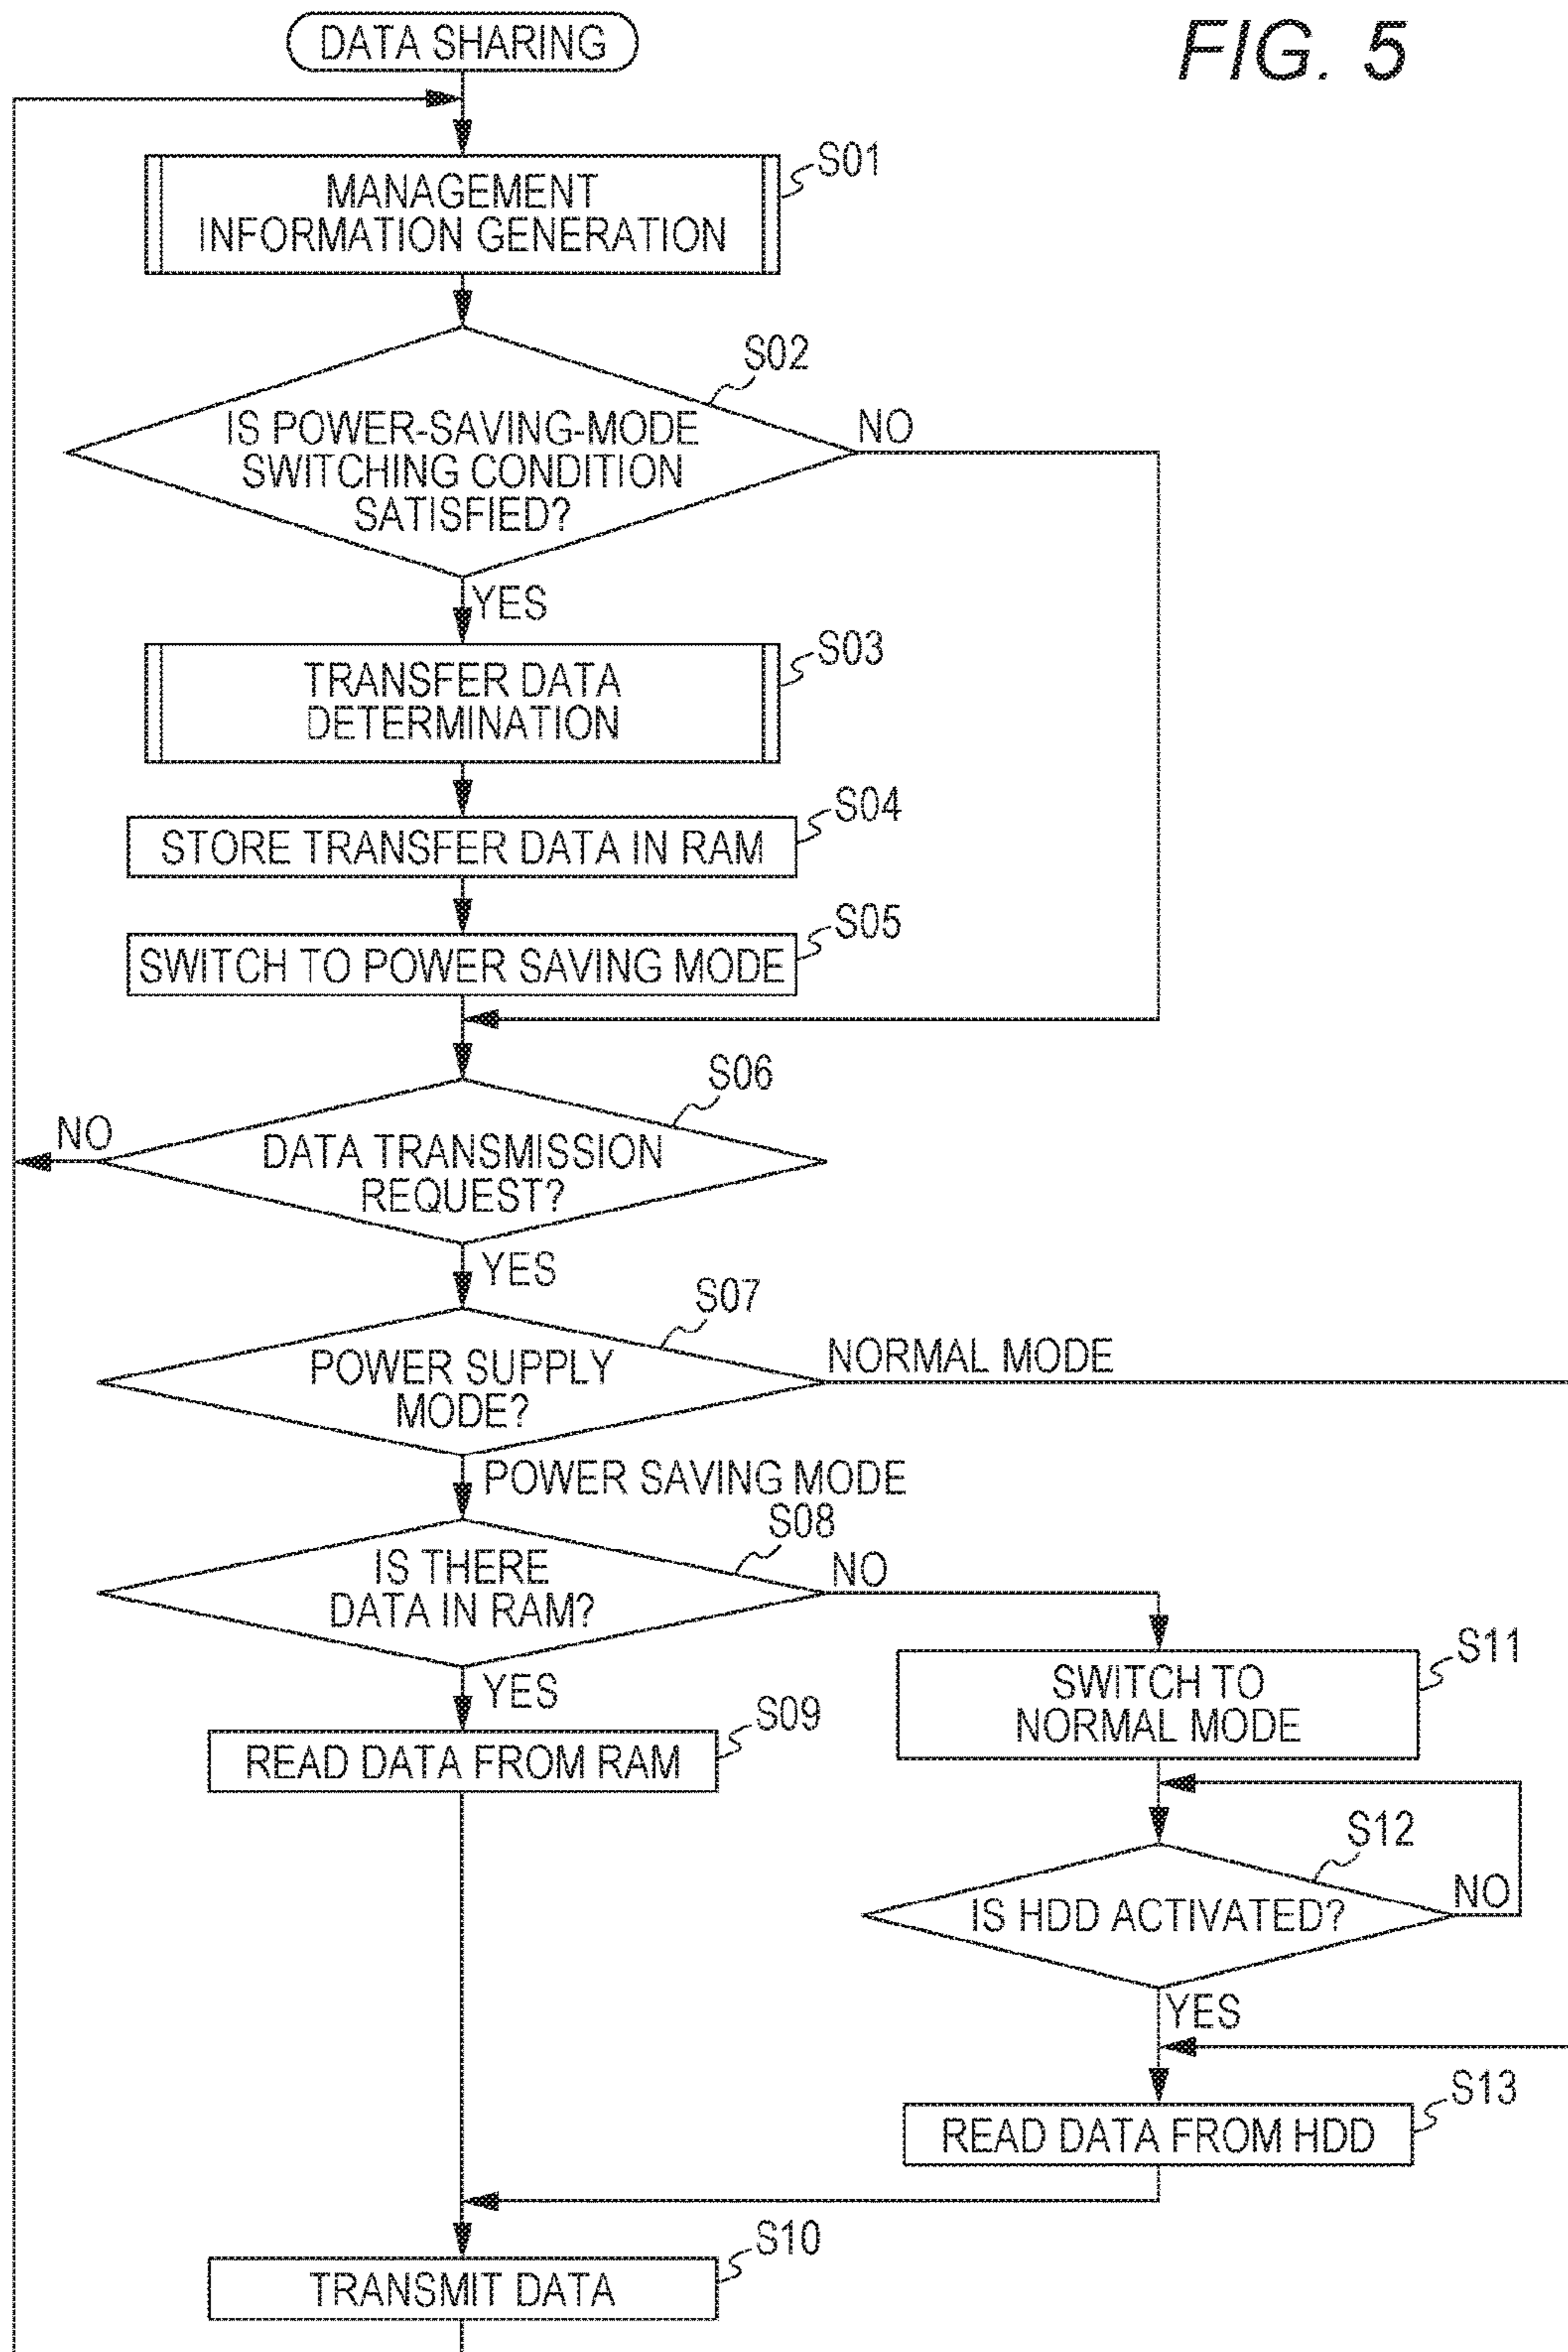 FIG. 5
DATA SHARING
S01
MANAGEMENT
INFORMATION GENERATION
S02
IS POWER-SAVING-MODE
SWITCHING CONDITION
SATISFIED?
NO
YES
S03
TRANSFER DATA
DETERMINATION
S04
STORE TRANSFER DATA IN RAM
S05
SWITCH TO POWER SAVING MODE
S06
NO
DATA TRANSMISSION
REQUEST?
YES
S07
POWER SUPPLY
MODE?
NORMAL MODE
POWER SAVING MODE
S08
IS THERE
DATA IN RAM?
NO
YES
S09
READ DATA FROM RAM
S11
SWITCH TO
NORMAL MODE
S12
IS HDD ACTIVATED?
NO
YES
S13
READ DATA FROM HDD
S10
TRANSMIT DATA